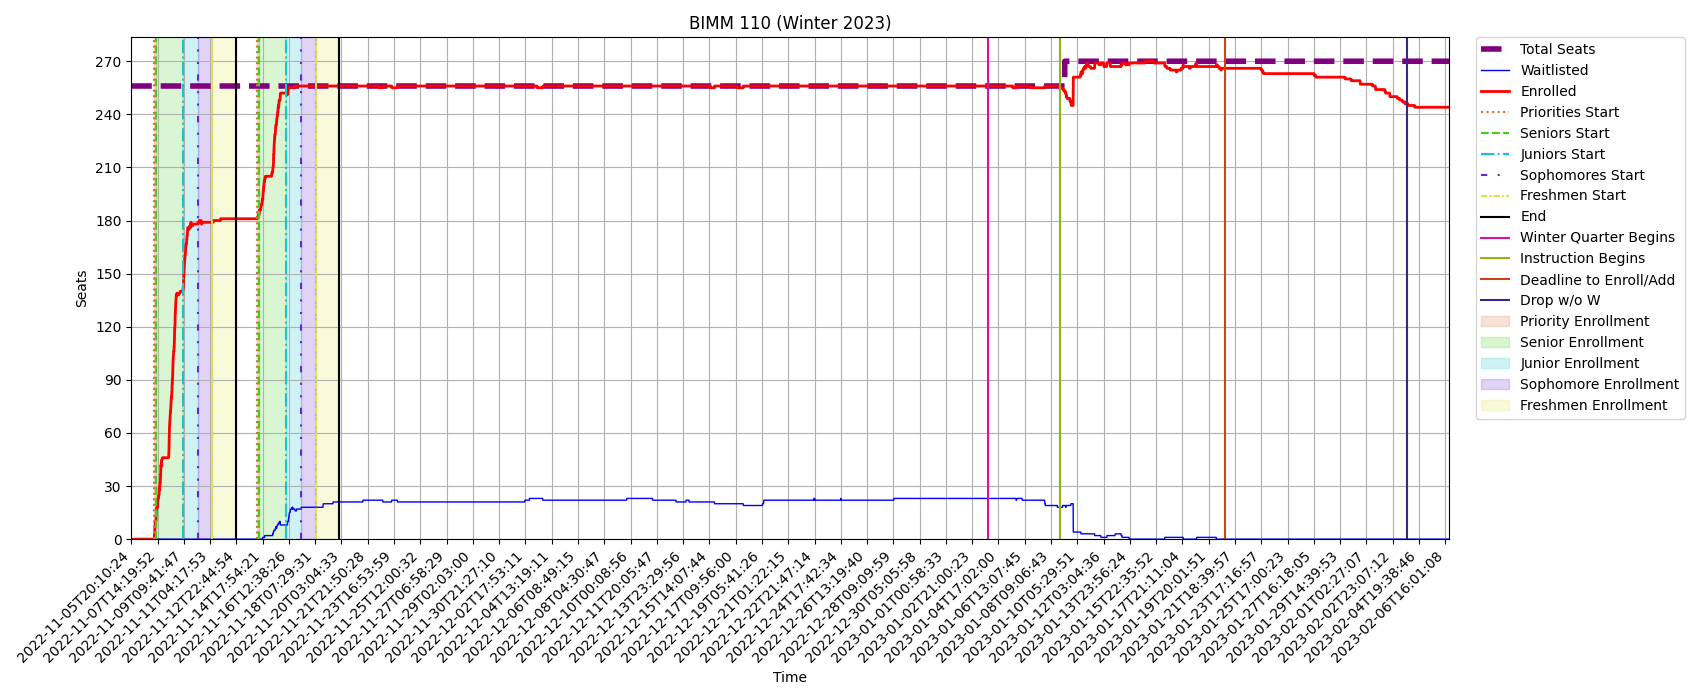 BIMM 110 (Winter 2023)
Seats
270
240
210
180
150
120
90
60
30
0
2022-11-05T20:10:24
2022-11-07T14:19:52
2022-11-09T09:41:47
2022-11-11T04:17:53
2022-11-12T22:44:54
2022-11-14T17:54:21
2022-11-16T12:38:26
2022-11-18T07:29:31
2022-11-20T03:04:33
2022-11-21T21:50:28
2022-11-23T16:53:59
2022-11-25T12:00:32
2022-11-27T06:58:29
2022-11-29T02:03:00
2022-11-30T21:27:10
2022-12-02T17:53:11
2022-12-04T13:19:11
2022-12-06T08:49:15
2022-12-08T04:30:47
2022-12-10T00:08:56
2022-12-11T20:05:47
2022-12-13T23:29:56
2022-12-15T14:07:44
2022-12-17T09:56:00
2022-12-19T05:41:26
2022-12-21T01:22:15
2022-12-22T21:47:14
2022-12-24T17:42:34
2022-12-26T13:19:40
2022-12-28T09:09:59
2022-12-30T05:05:58
2023-01-01T00:58:33
2023-01-02T21:00:23
2023-01-04T17:02:00
2023-01-06T13:07:45
2023-01-08T09:06:43
2023-01-10T05:29:51
2023-01-12T03:04:36
2023-01-13T23:56:24
2023-01-15T22:35:52
2023-01-17T21:11:04
2023-01-19T20:01:51
2023-01-21T18:39:57
2023-01-23T17:16:57
2023-01-25T17:00:23
2023-01-27T16:18:05
2023-01-29T14:39:53
2023-02-01T02:27:07
2023-02-02T23:07:12
2023-02-04T19:38:46
2023-02-06T16:01:08
Time
Total Seats
Waitlisted
Enrolled
Priorities Start
Seniors Start
Juniors Start
Sophomores Start
Freshmen Start
End
Winter Quarter Begins
Instruction Begins
Deadline to Enroll/Add
Drop w/o W
Priority Enrollment
Senior Enrollment
Junior Enrollment
Sophomore Enrollment
Freshmen Enrollment